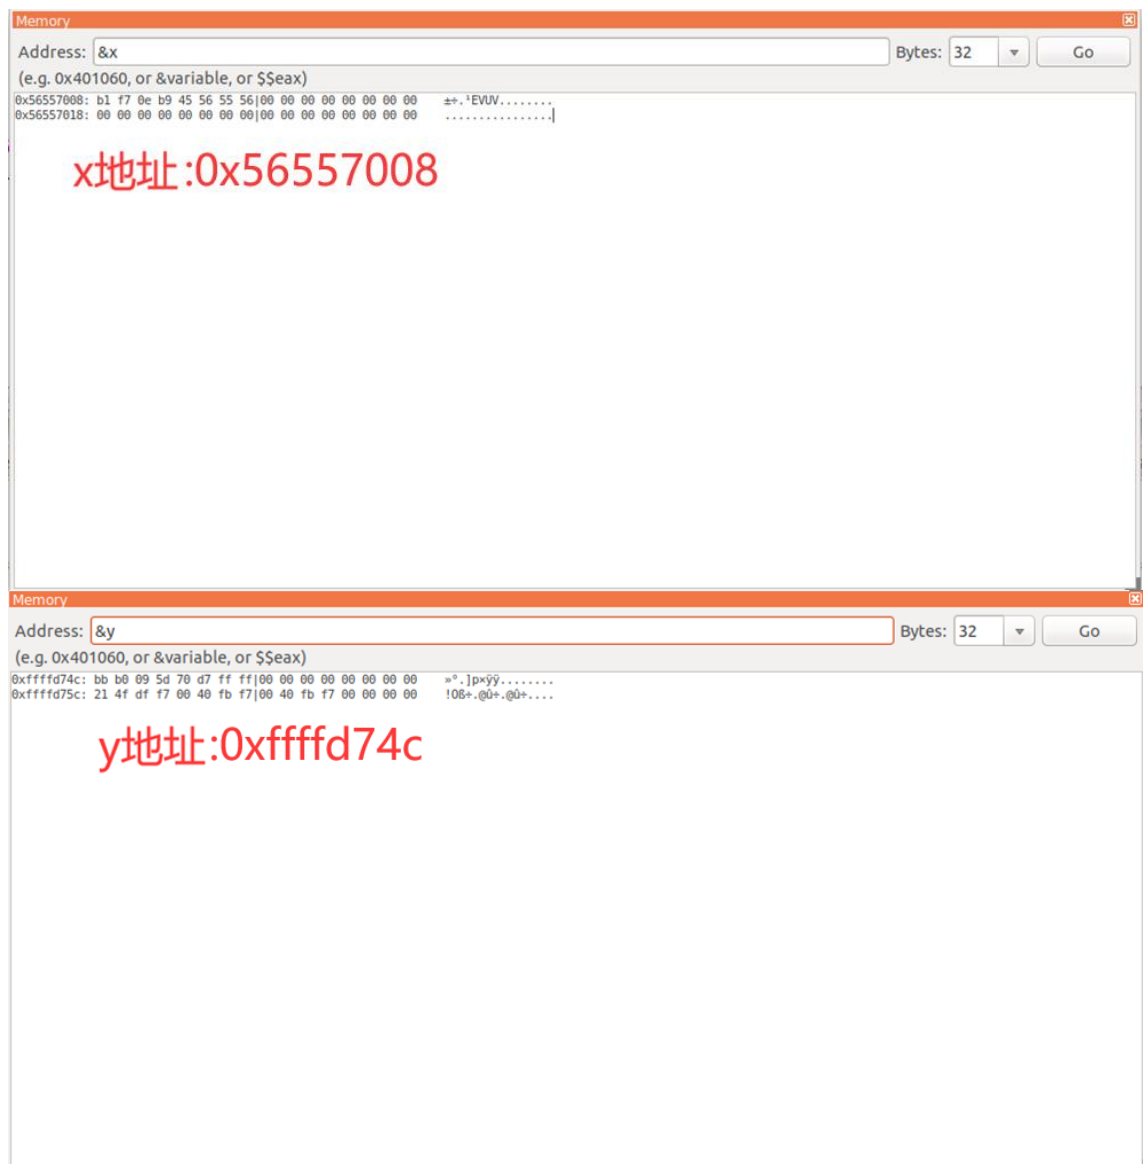 Memory
Address: &x Bytes: 32 Go
(e.g. 0x401060, or &variable, or $$eax)
0x56557008: b1 f7 0e b9 45 56 55 56|00 00 00 00 00 00 00 00 ±÷.¹EVUV........
0x56557018: 00 00 00 00 00 00 00 00|00 00 00 00 00 00 00 00 ................
x地址:0x56557008
Memory
Address: &y Bytes: 32 Go
(e.g. 0x401060, or &variable, or $$eax)
0xffffd74c: bb b0 09 5d 70 d7 ff ff|00 00 00 00 00 00 00 00 »°.]p×ÿÿ........
0xffffd75c: 21 4f df f7 00 40 fb f7|00 40 fb f7 00 00 00 00 !Oß÷.@û÷.@û÷....
y地址:0xffffd74c